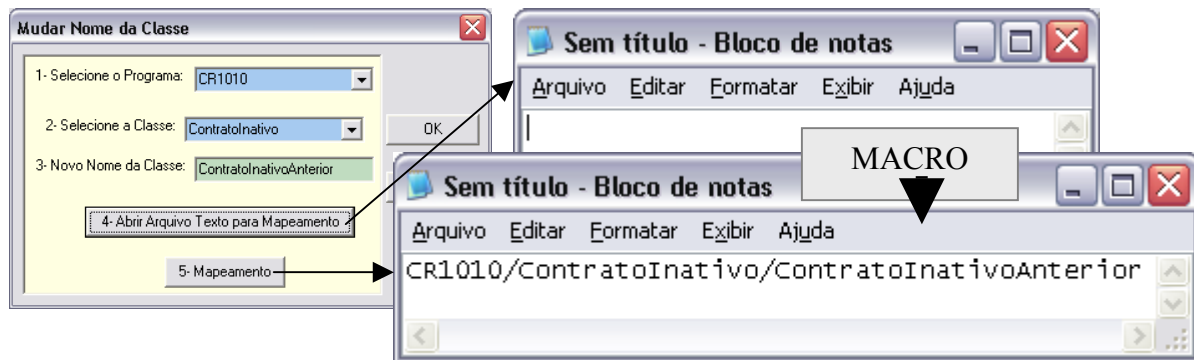 Mudar Nome da Classe
1- Selecione o Programa: CR1010
2- Selecione a Classe: ContratoInativo
OK
3- Novo Nome da Classe: ContratoInativoAnterior
4- Abrir Arquivo Texto para Mapeamento
5- Mapeamento
Sem título - Bloco de notas
Arquivo Editar Formatar Exibir Ajuda
MACRO
Sem título - Bloco de notas
Arquivo Editar Formatar Exibir Ajuda
CR1010/ContratoInativo/ContratoInativoAnterior